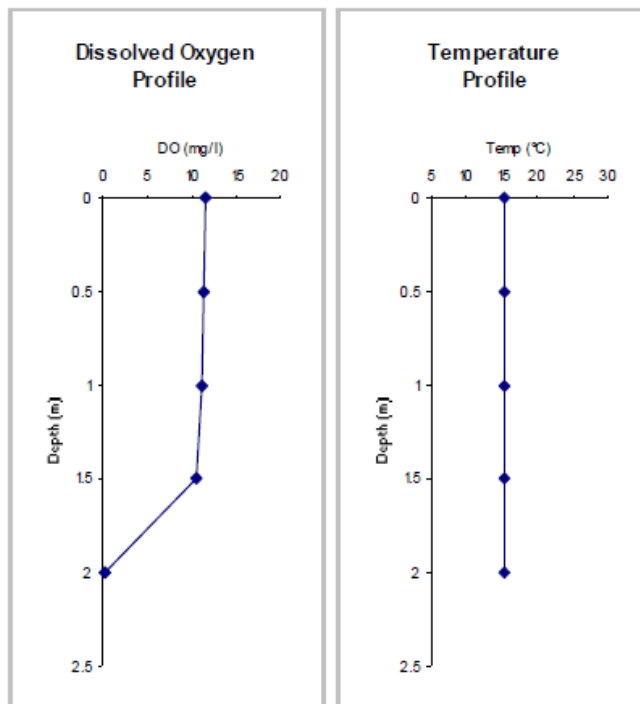 Dissolved Oxygen
Profile
DO (mg/l)
0 5 10 15 20
0
0.5
1
1.5
2
2.5
Depth (m)
Temperature
Profile
Temp (°C)
5 10 15 20 25 30
0
0.5
1
1.5
2
2.5
Depth (m)